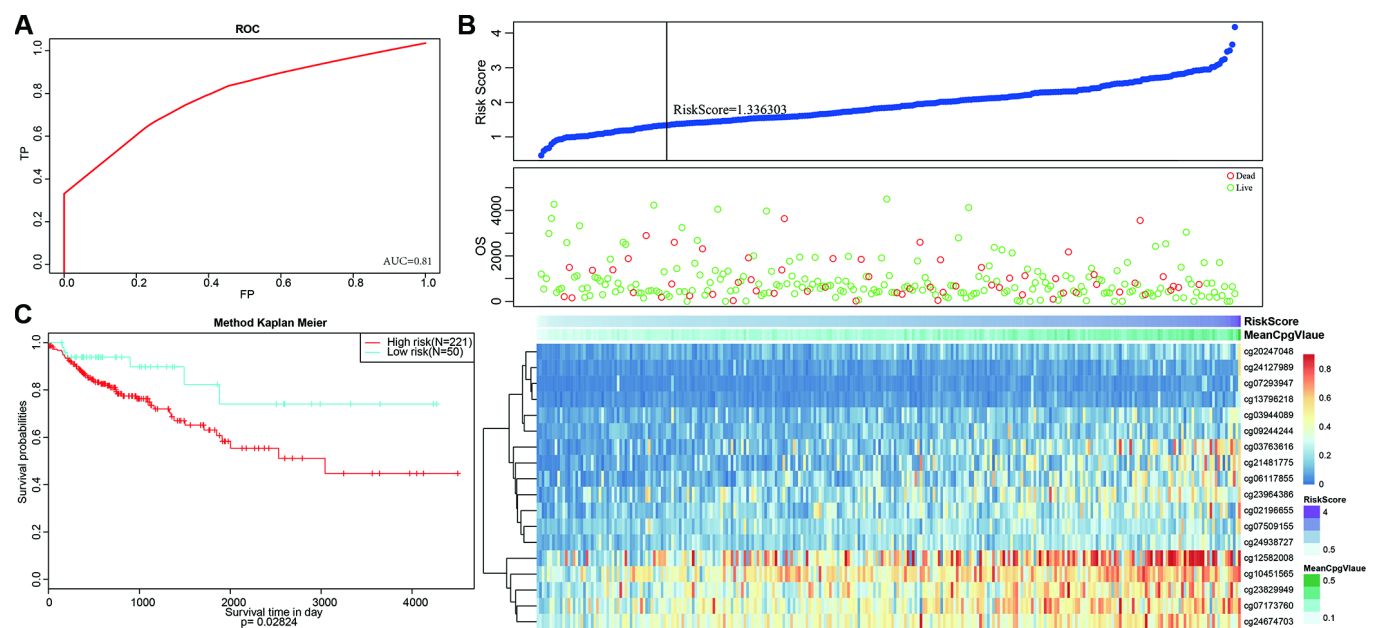 A
ROC
TP
1.0
0.8
0.6
0.4
0.2
0.0
0.0
0.2
0.4
0.6
0.8
1.0
FP
AUC=0.81
B
Risk Score
4
3
2
1
RiskScore=1.336303
OS
4000
2000
0
Dead
Live
RiskScore
MeanCpgVlaue
cg20247048
cg24127989
cg07293947
cg13796218
cg03944089
cg09244244
cg03763616
cg21481775
cg06117855
cg23964386
cg02196655
cg07509155
cg24938727
cg12582008
cg10451565
cg23829949
cg07173760
cg24674703
0.8
0.6
0.4
0.2
0
RiskScore
4
0.5
MeanCpgVlaue
0.5
0.1
C
Method Kaplan Meier
High risk(N=221)
Low risk(N=50)
Survival probabilities
1.0
0.8
0.6
0.4
0.2
0.0
0
1000
2000
3000
4000
Survival time in day
p= 0.02824